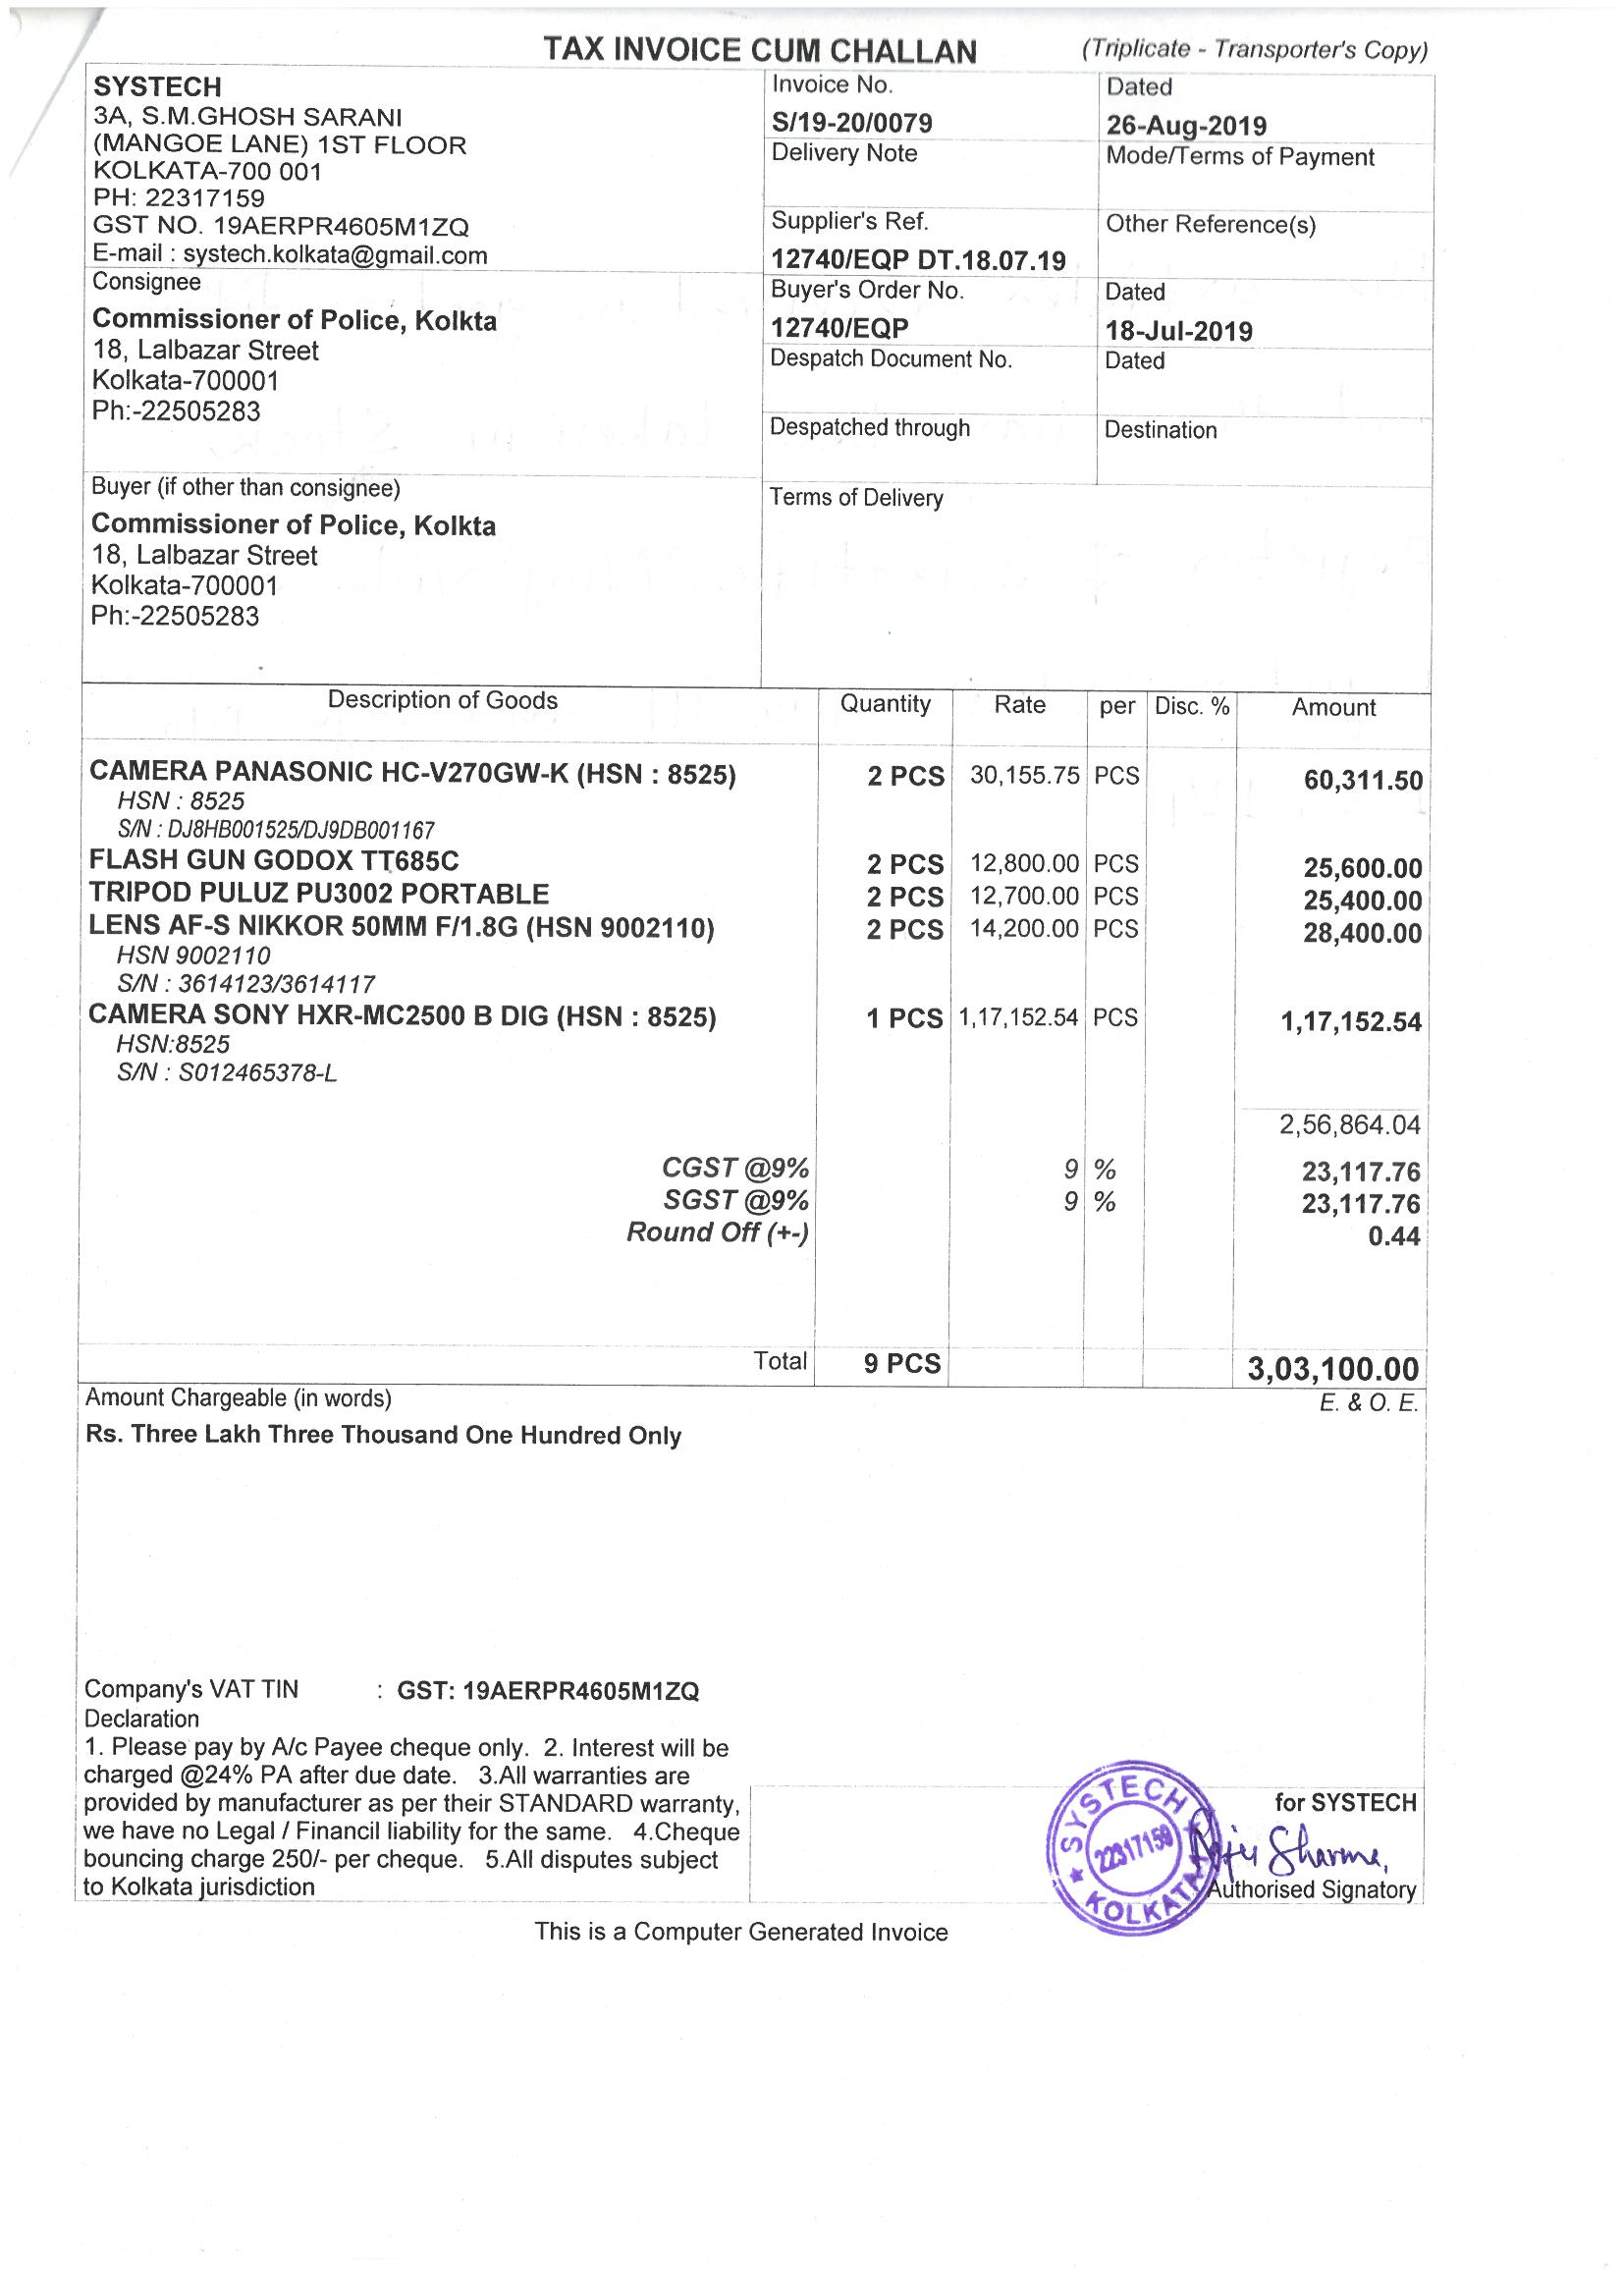 TAX INVOICE CUM CHALLAN
(Triplicate - Transporter's Copy)
SYSTECH
3A, S.M.GHOSH SARANI
(MANGOE LANE) 1ST FLOOR
KOLKATA-700 001
PH: 22317159
GST NO. 19AERPR4605M1ZQ
E-mail : systech.kolkata@gmail.com
Invoice No.
S/19-20/0079
Dated
26-Aug-2019
Delivery Note
Mode/Terms of Payment
Supplier's Ref.
12740/EQP DT.18.07.19
Other Reference(s)
Consignee
Commissioner of Police, Kolkta
18, Lalbazar Street
Kolkata-700001
Ph:-22505283
Buyer's Order No.
12740/EQP
Dated
18-Jul-2019
Despatch Document No.
Dated
Despatched through
Destination
Buyer (if other than consignee)
Commissioner of Police, Kolkta
18, Lalbazar Street
Kolkata-700001
Ph:-22505283
Terms of Delivery
Description of Goods Quantity Rate per Disc. % Amount
CAMERA PANASONIC HC-V270GW-K (HSN : 8525) 2 PCS 30,155.75 PCS 60,311.50
HSN : 8525
S/N : DJ8HB001525/DJ9DB001167
FLASH GUN GODOX TT685C 2 PCS 12,800.00 PCS 25,600.00
TRIPOD PULUZ PU3002 PORTABLE 2 PCS 12,700.00 PCS 25,400.00
LENS AF-S NIKKOR 50MM F/1.8G (HSN 9002110) 2 PCS 14,200.00 PCS 28,400.00
HSN 9002110
S/N : 3614123/3614117
CAMERA SONY HXR-MC2500 B DIG (HSN : 8525) 1 PCS 1,17,152.54 PCS 1,17,152.54
HSN:8525
S/N : S012465378-L
2,56,864.04
CGST @9% 9 % 23,117.76
SGST @9% 9 % 23,117.76
Round Off (+-) 0.44
Total 9 PCS 3,03,100.00
Amount Chargeable (in words) E. & O. E.
Rs. Three Lakh Three Thousand One Hundred Only
Company's VAT TIN : GST: 19AERPR4605M1ZQ
Declaration
1. Please pay by A/c Payee cheque only. 2. Interest will be
charged @24% PA after due date. 3.All warranties are
provided by manufacturer as per their STANDARD warranty,
we have no Legal / Financil liability for the same. 4.Cheque
bouncing charge 250/- per cheque. 5.All disputes subject
to Kolkata jurisdiction
for SYSTECH
SYSTECH
22317159
KOLKATA
Sharma,
Authorised Signatory
This is a Computer Generated Invoice